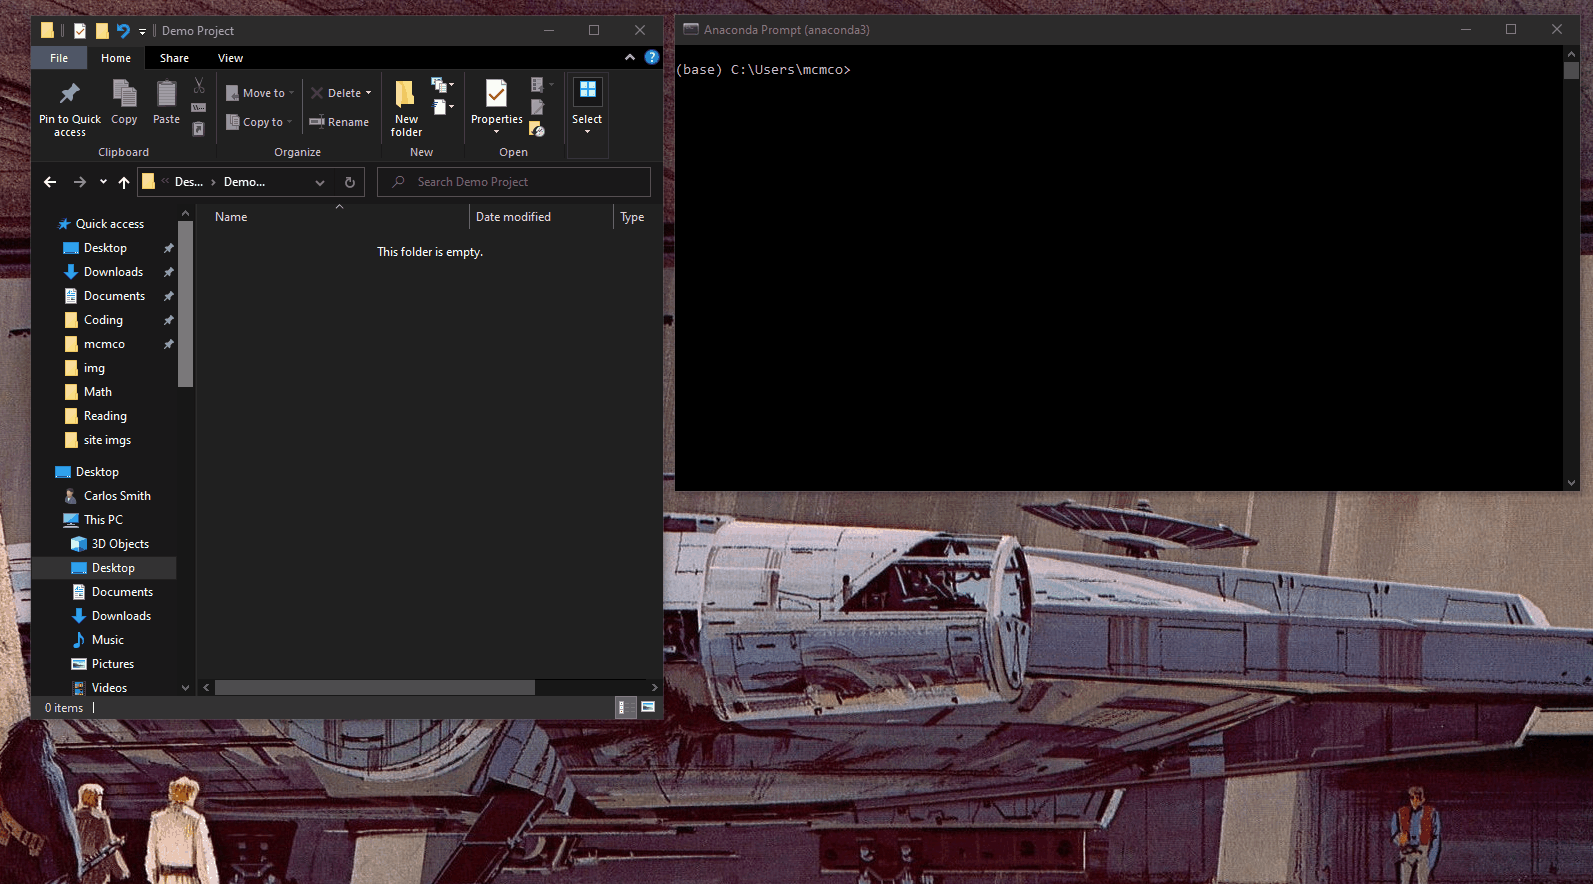 Demo Project
File Home Share View
Pin to Quick access
Copy
Paste
Clipboard
Move to
Copy to
Delete
Rename
Organize
New folder
New
Properties
Open
Select
Des... › Demo...
Search Demo Project
Name Date modified Type
This folder is empty.
Quick access
Desktop
Downloads
Documents
Coding
mcmco
img
Math
Reading
site imgs
Desktop
Carlos Smith
This PC
3D Objects
Desktop
Documents
Downloads
Music
Pictures
Videos
0 items
Anaconda Prompt (anaconda3)
(base) C:\Users\mcmco>